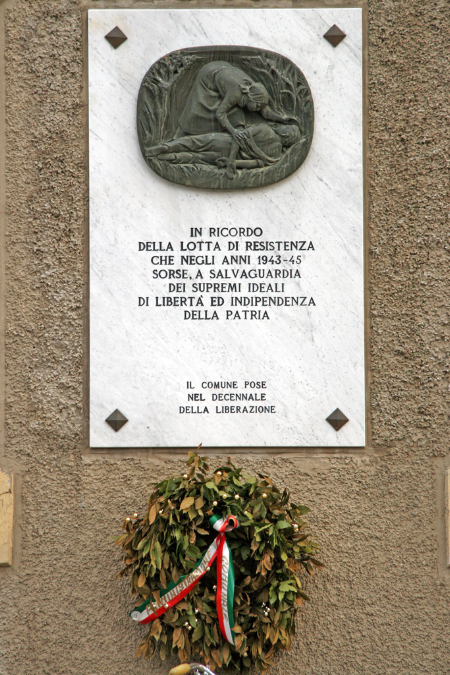 IN RICORDO
DELLA LOTTA DI RESISTENZA
CHE NEGLI ANNI 1943-45
SORSE, A SALVAGUARDIA
DEI SUPREMI IDEALI
DI LIBERTÀ ED INDIPENDENZA
DELLA PATRIA
IL COMUNE POSE
NEL DECENNALE
DELLA LIBERAZIONE